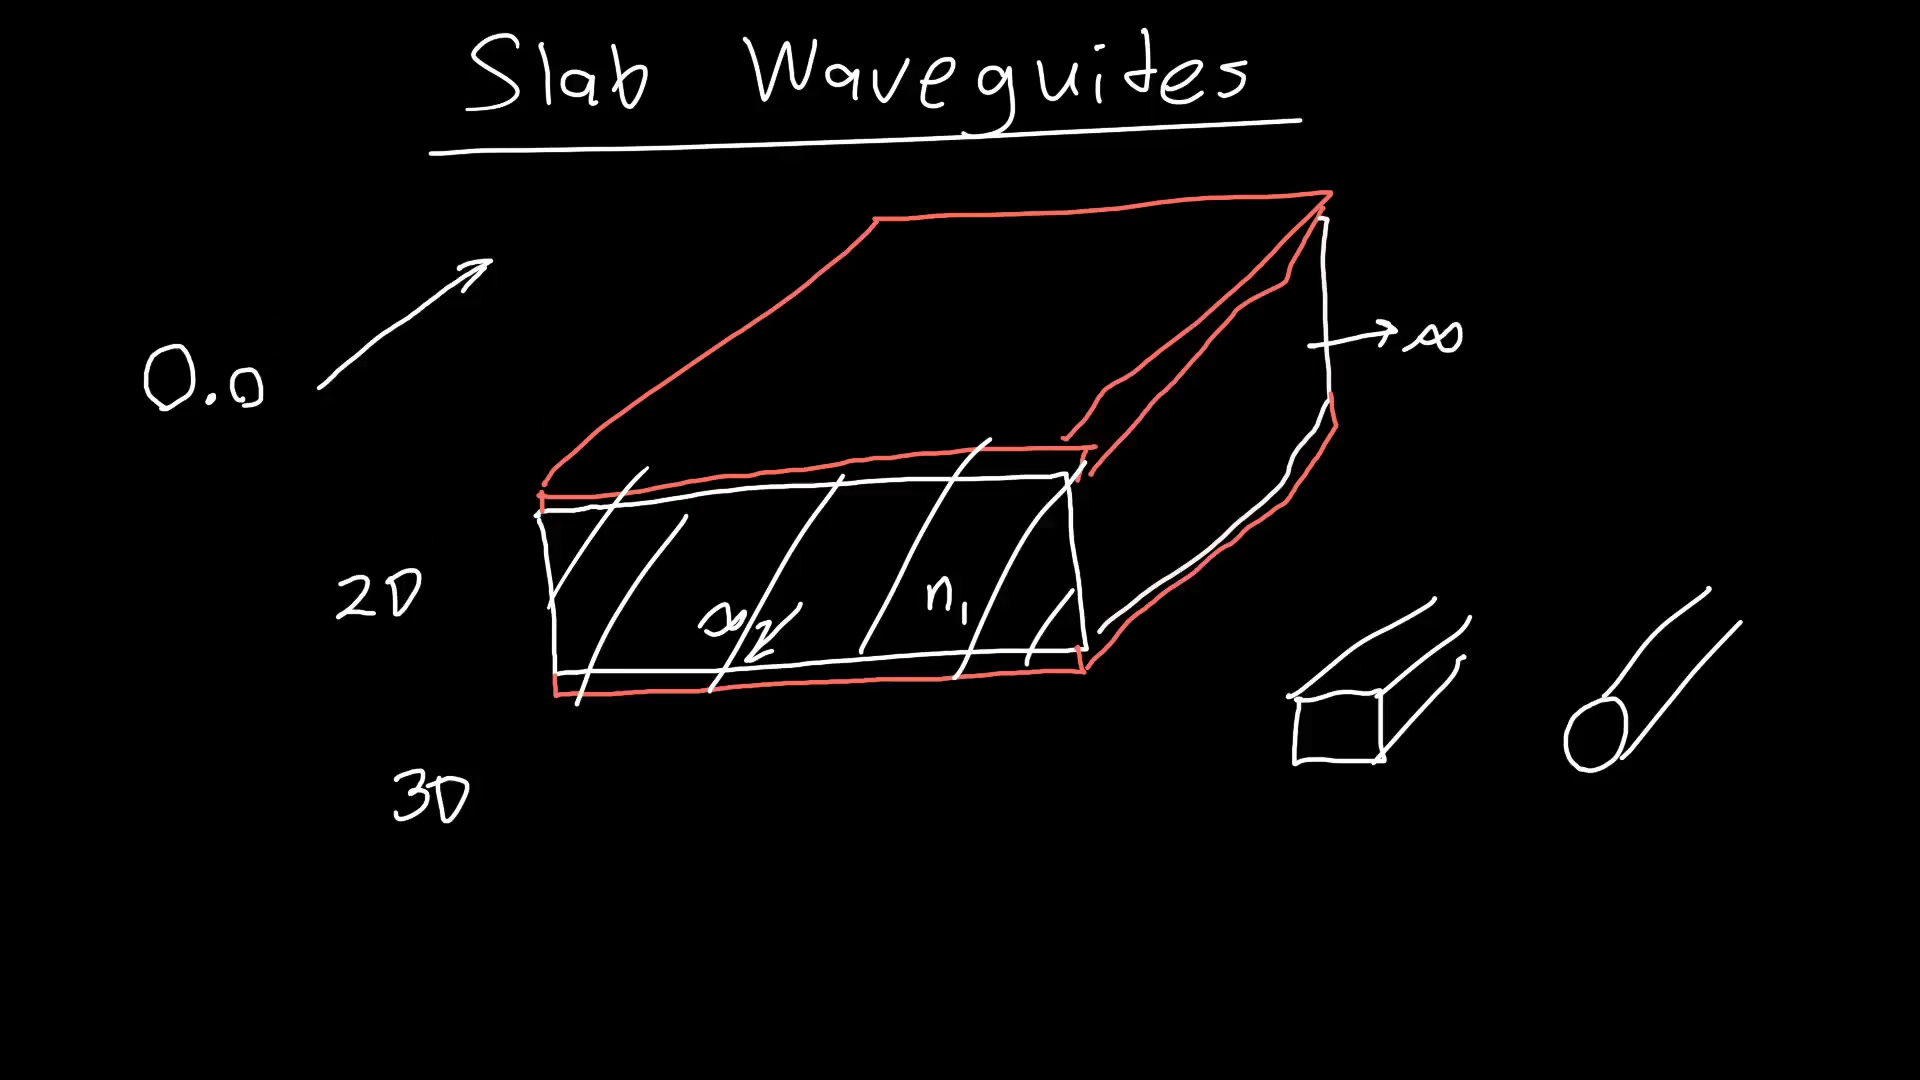 Slab Waveguides
→ ∞
0.0
2D
n₁
∞
3D